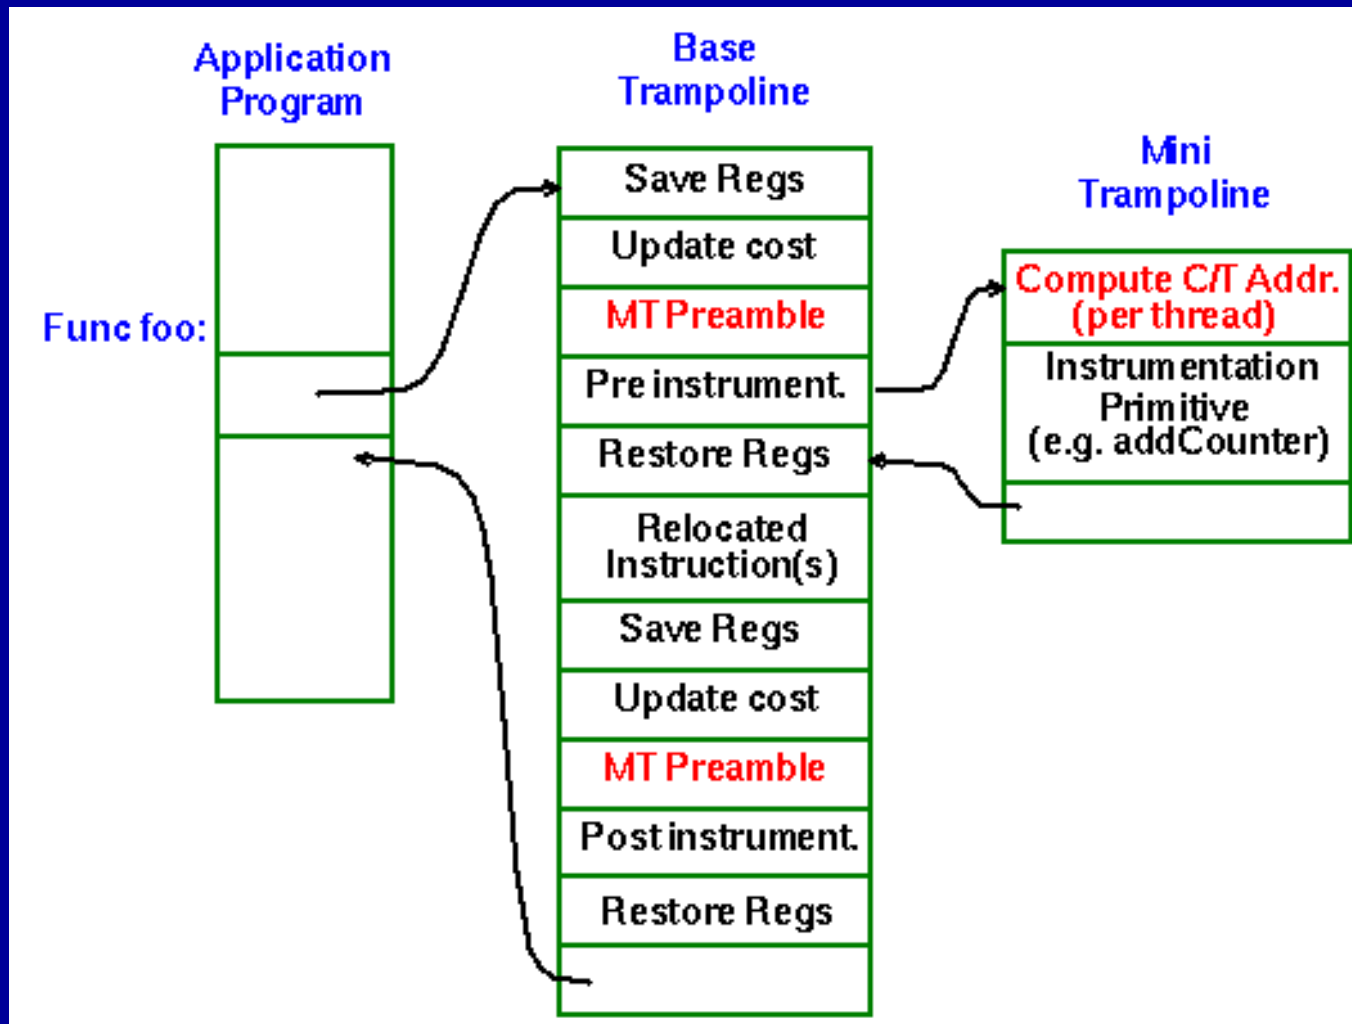 Application
Program
Func foo:
Base
Trampoline
Save Regs
Update cost
MT Preamble
Pre instrument.
Restore Regs
Relocated
Instruction(s)
Save Regs
Update cost
MT Preamble
Post instrument.
Restore Regs
Mini
Trampoline
Compute C/T Addr.
(per thread)
Instrumentation
Primitive
(e.g. addCounter)